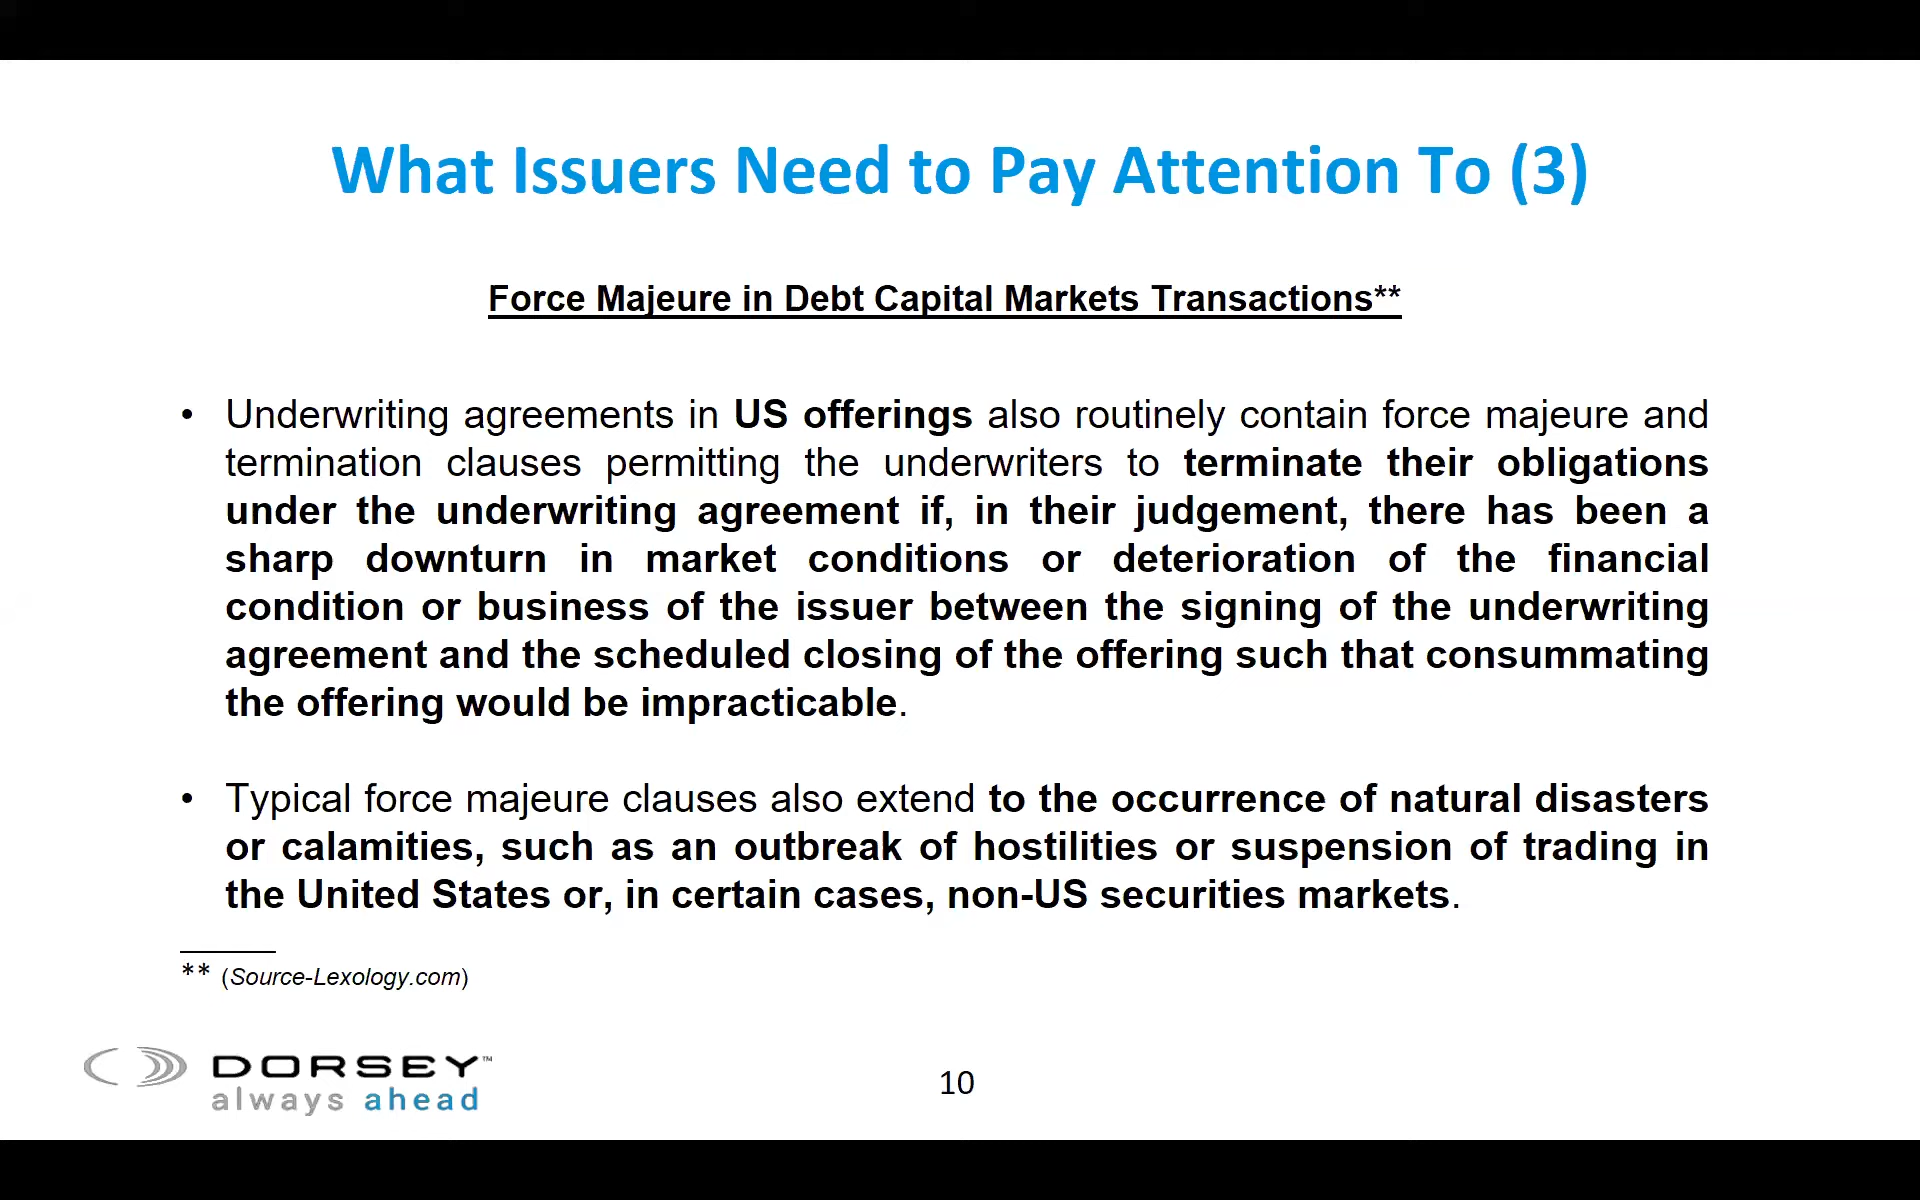 What Issuers Need to Pay Attention To (3)
Force Majeure in Debt Capital Markets Transactions**
• Underwriting agreements in US offerings also routinely contain force majeure and
termination clauses permitting the underwriters to terminate their obligations
under the underwriting agreement if, in their judgement, there has been a
sharp downturn in market conditions or deterioration of the financial
condition or business of the issuer between the signing of the underwriting
agreement and the scheduled closing of the offering such that consummating
the offering would be impracticable.
• Typical force majeure clauses also extend to the occurrence of natural disasters
or calamities, such as an outbreak of hostilities or suspension of trading in
the United States or, in certain cases, non-US securities markets.
** (Source-Lexology.com)
DORSEY™
always ahead
10